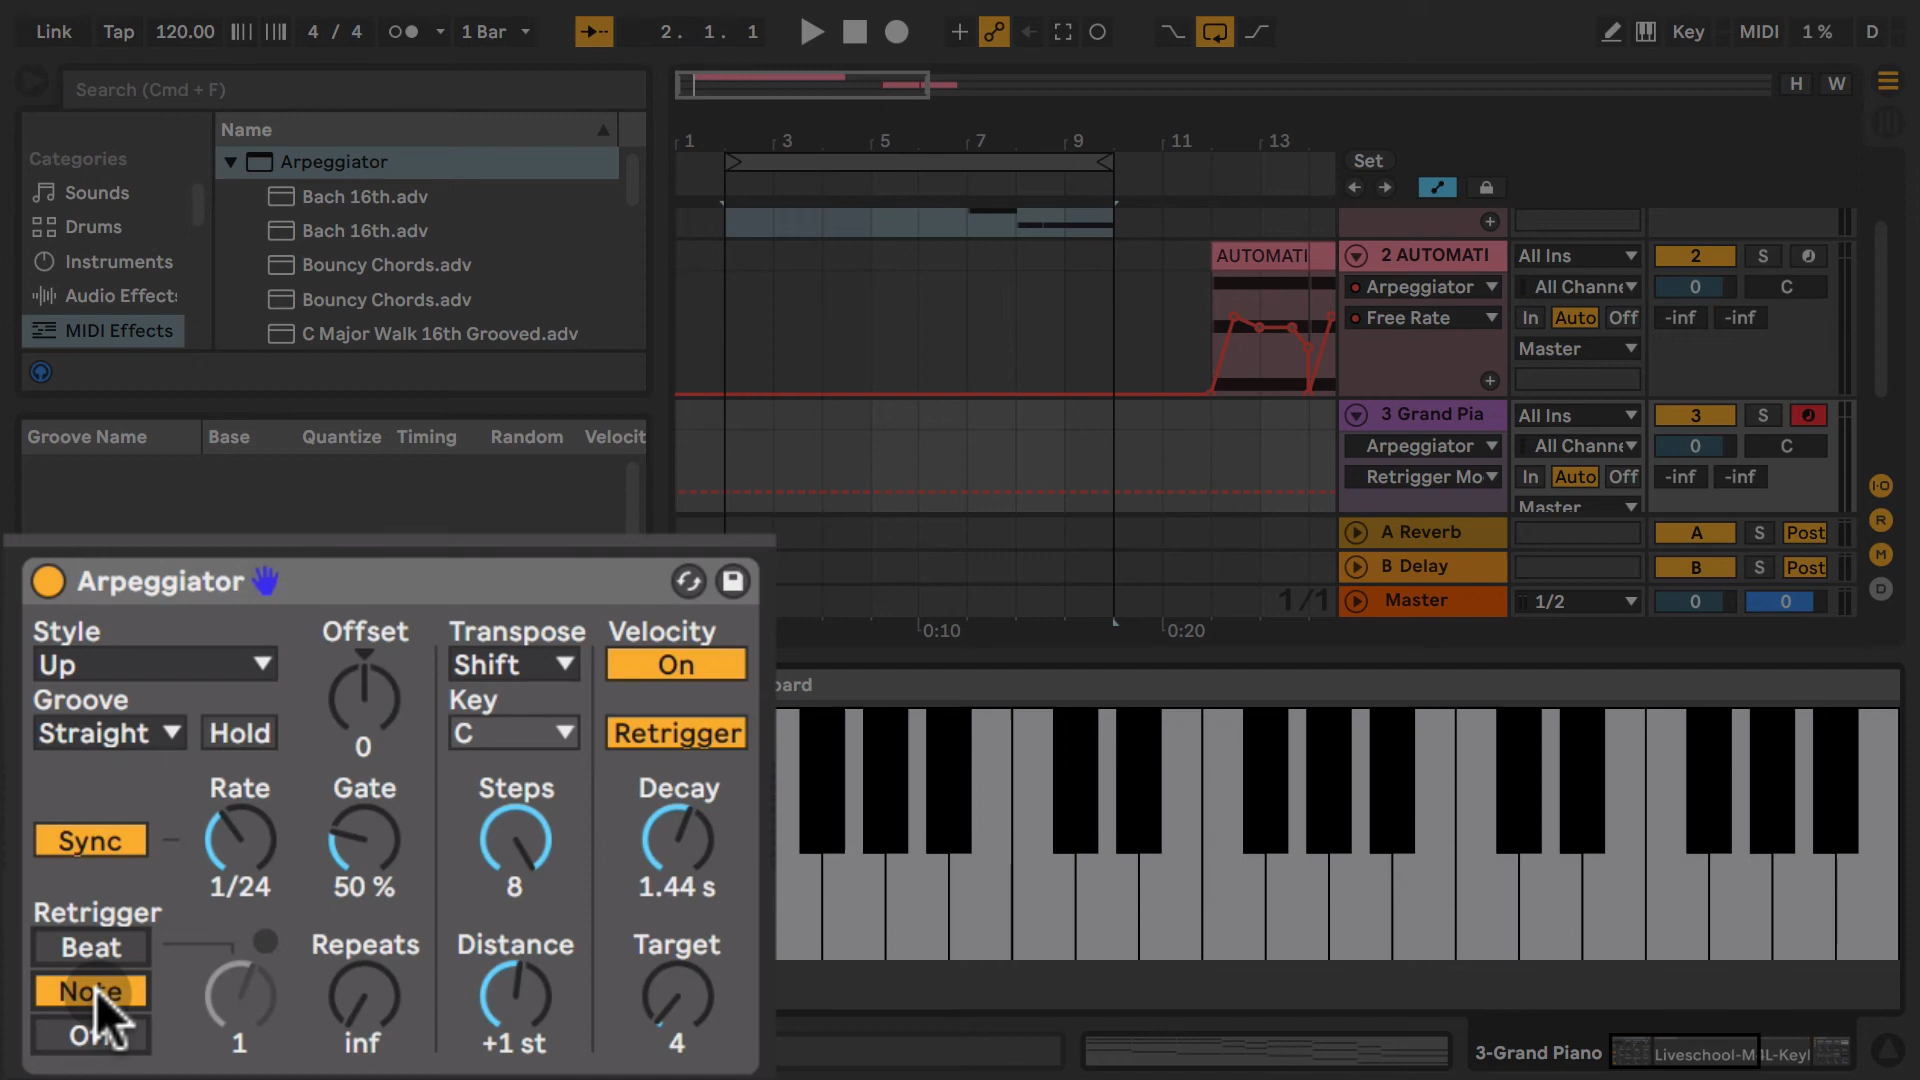 Link Tap 120.00 4 / 4 1 Bar 2. 1. 1 Key MIDI 1 % D
Search (Cmd + F)
H W
Categories
Sounds
Drums
Instruments
Audio Effect
MIDI Effects
Name
Arpeggiator
Bach 16th.adv
Bach 16th.adv
Bouncy Chords.adv
Bouncy Chords.adv
C Major Walk 16th Grooved.adv
Groove Name Base Quantize Timing Random Velocit
1 3 5 7 9 11 13
Set
AUTOMATI
2 AUTOMATI All Ins 2 S
Arpeggiator All Channe 0 C
Free Rate In Auto Off -inf -inf
Master
3 Grand Pia All Ins 3 S
Arpeggiator All Channe 0 C
Retrigger Mo In Auto Off -inf -inf
Master
A Reverb A S Post
B Delay B S Post
1/1 Master 1/2 0 0
0:10 0:20
I·O
R
M
D
Arpeggiator
Style
Up
Groove
Straight Hold
Offset
0
Transpose
Shift
Key
C
Velocity
On
Retrigger
Rate
Sync
1/24
Gate
50 %
Steps
8
Decay
1.44 s
Retrigger
Beat
Note
1
Repeats
inf
Distance
+1 st
Target
4
oard
3-Grand Piano Liveschool-M4L-Keyl